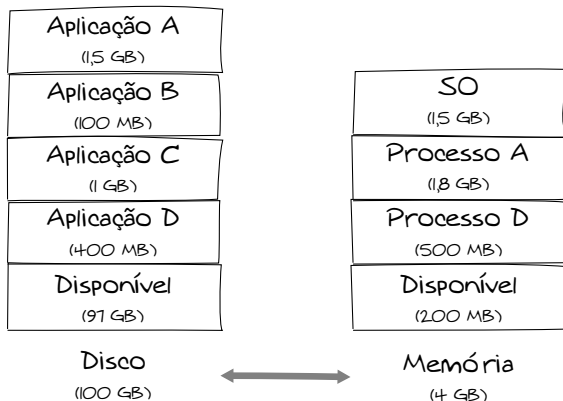 Aplicação A
(1,5 GB)
Aplicação B
(100 MB)
Aplicação C
(1 GB)
Aplicação D
(400 MB)
Disponível
(97 GB)
Disco
(100 GB)
SO
(1,5 GB)
Processo A
(1,8 GB)
Processo D
(500 MB)
Disponível
(200 MB)
Memória
(4 GB)